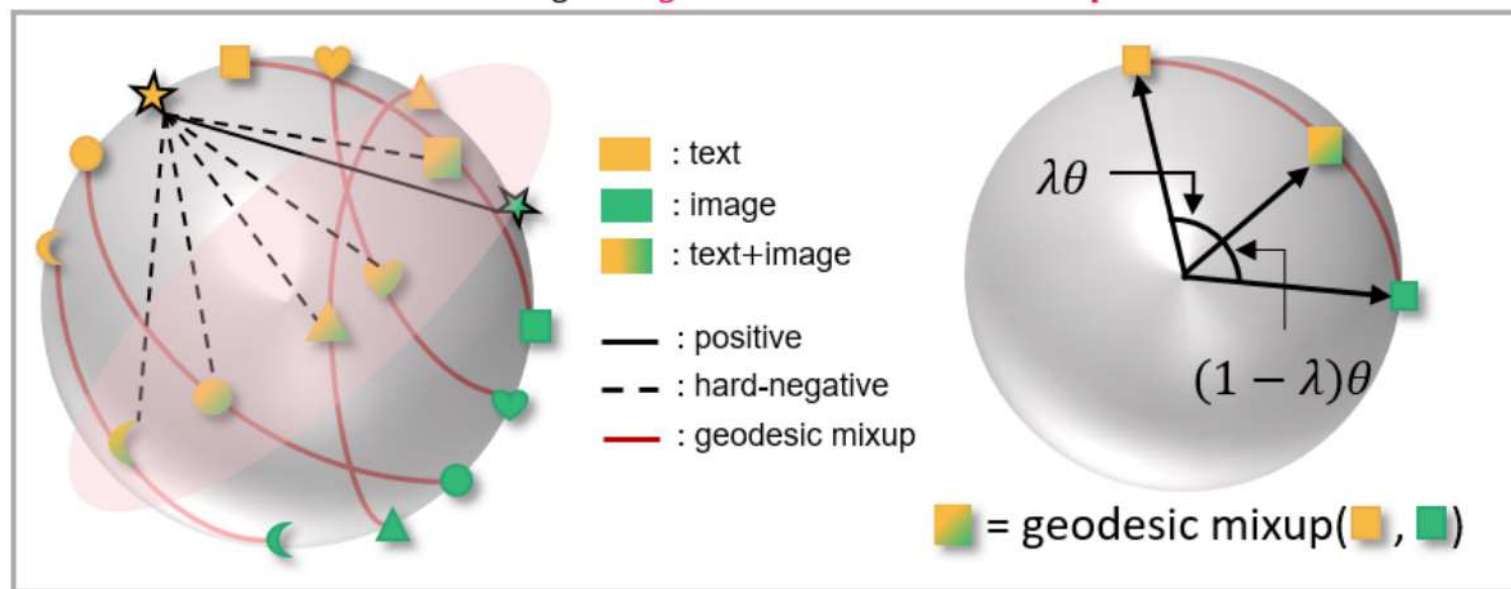 : text
: image
: text+image
: positive
: hard-negative
: geodesic mixup
λθ
(1 − λ)θ
= geodesic mixup( , )